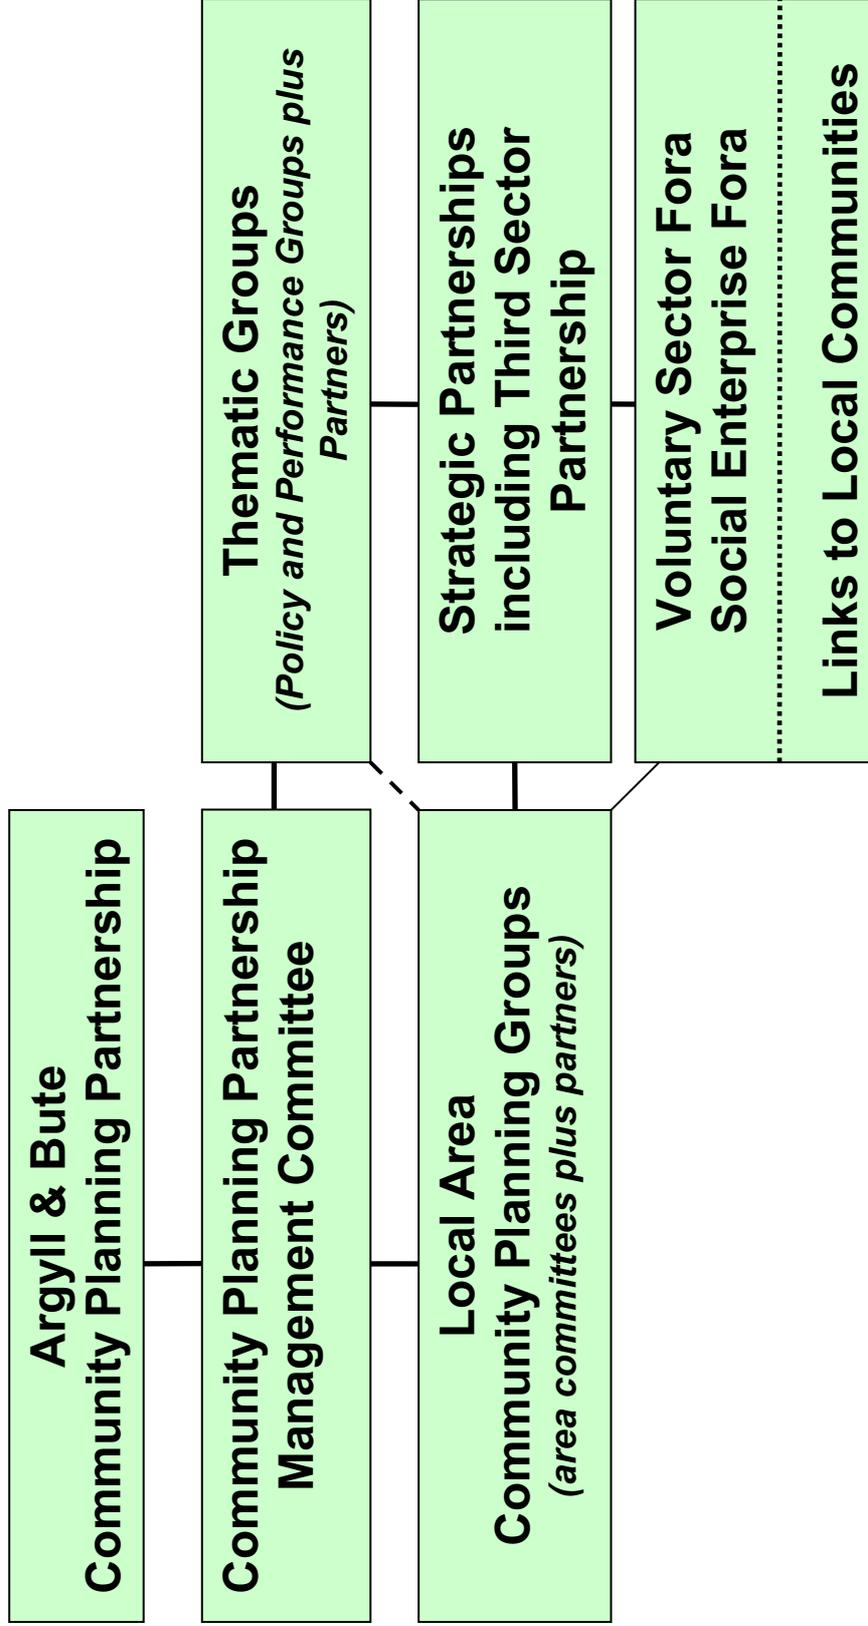 Argyll & Bute
Community Planning Partnership
Community Planning Partnership
Management Committee
Thematic Groups
(Policy and Performance Groups plus
Partners)
Local Area
Community Planning Groups
(area committees plus partners)
Strategic Partnerships
including Third Sector
Partnership
Voluntary Sector Fora
Social Enterprise Fora
Links to Local Communities